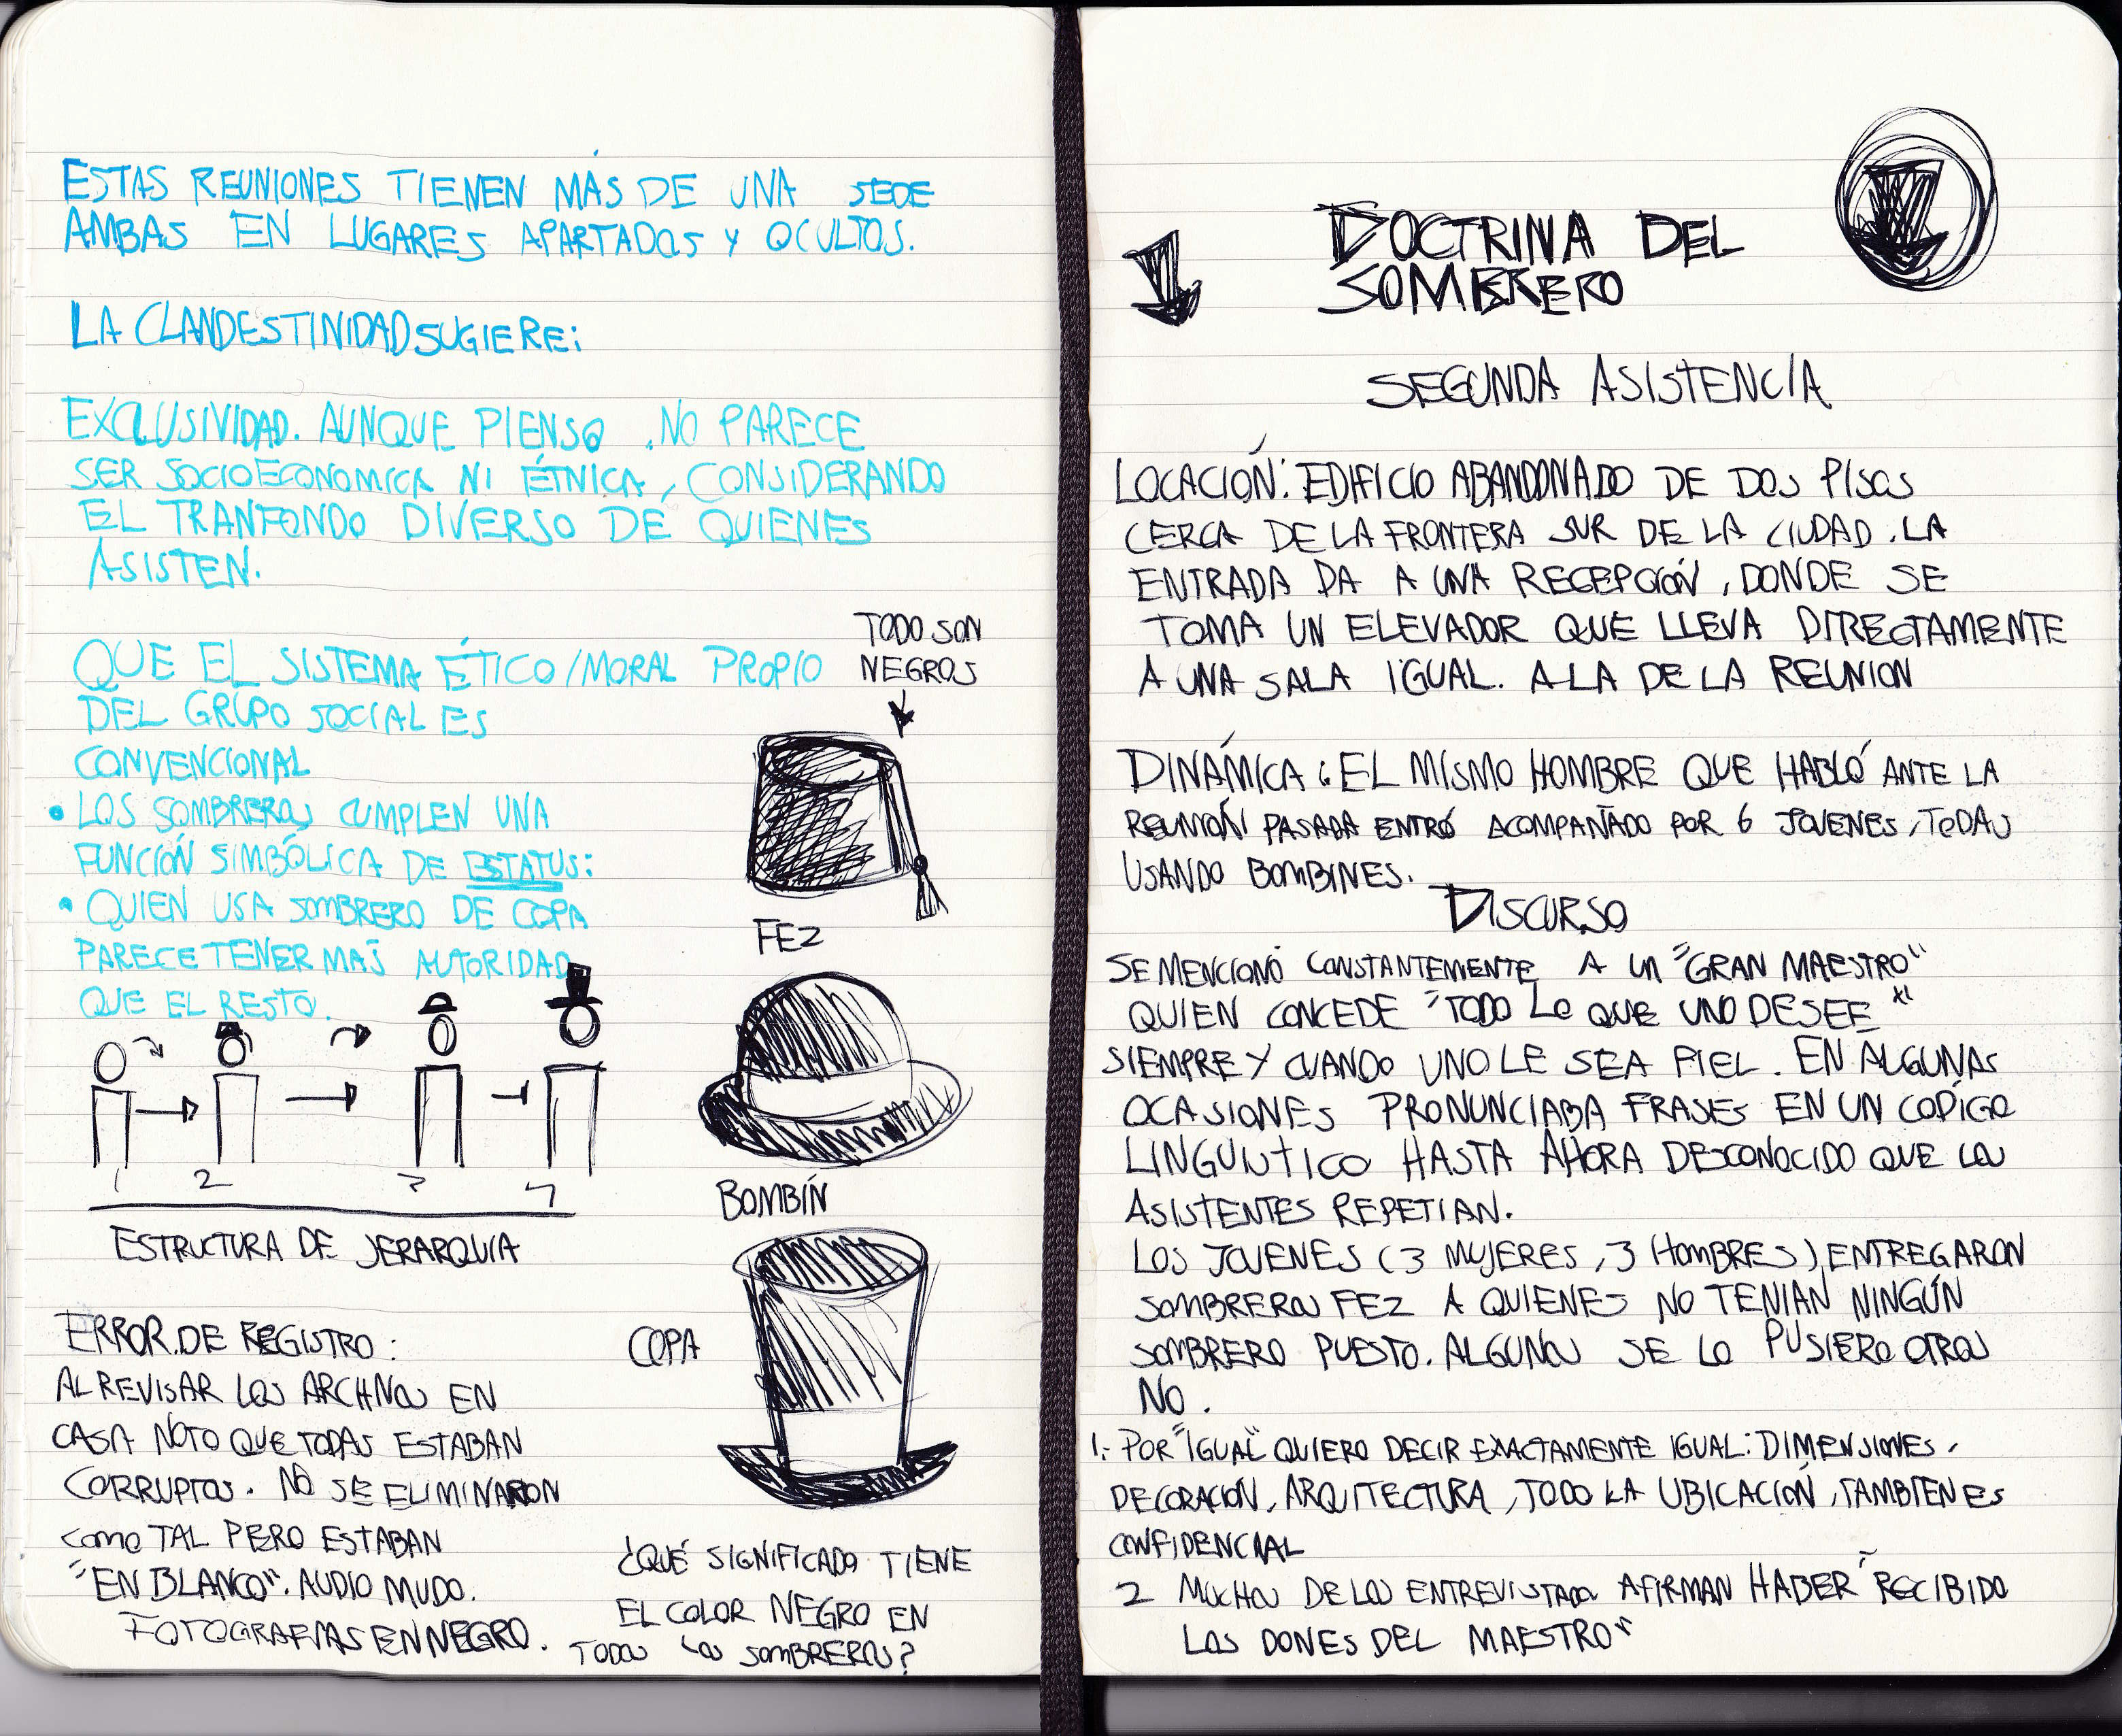 ESTAS REUNIONES TIENEN MÁS DE UNA SEDE
AMBAS EN LUGARES APARTADOS Y OCULTOS.
LA CLANDESTINIDAD SUGIERE:
EXCLUSIVIDAD. AUNQUE PIENSO, NO PARECE
SER SOCIOECONOMICA NI ÉTNICA, CONSIDERANDO
EL TRANFONDO DIVERSO DE QUIENES
ASISTEN.
QUE EL SISTEMA ÉTICO/MORAL PROPIO
DEL GRUPO SOCIAL ES
CONVENCIONAL
• LOS SOMBREROS CUMPLEN UNA
FUNCIÓN SIMBÓLICA DE ESTATUS:
• QUIEN USA SOMBRERO DE COPA
PARECE TENER MAS AUTORIDAD
QUE EL RESTO.
TODO SON
NEGROS
FEZ
BOMBÍN
COPA
1 2 3 4
ESTRUCTURA DE JERARQUIA
ERROR DE REGISTRO:
AL REVISAR LOS ARCHIVOS EN
CASA NOTO QUE TODAS ESTABAN
CORRUPTOS. NO SE ELIMINARON
COMO TAL PERO ESTABAN
"EN BLANCO". AUDIO MUDO.
FOTOGRAFIAS EN NEGRO.
¿QUÉ SIGNIFICADO TIENE
EL COLOR NEGRO EN
TODOS LOS SOMBREROS?
DOCTRINA DEL
SOMBRERO
SEGUNDA ASISTENCIA
LOCACIÓN: EDIFICIO ABANDONADO DE DOS PISOS
CERCA DE LA FRONTERA SUR DE LA CIUDAD. LA
ENTRADA DA A UNA RECEPCIÓN, DONDE SE
TOMA UN ELEVADOR QUE LLEVA DIRECTAMENTE
A UNA SALA IGUAL. A LA DE LA REUNION
DINÁMICA: EL MISMO HOMBRE QUE HABLÓ ANTE LA
REUNIÓN PASADA ENTRÓ ACOMPAÑADO POR 6 JOVENES, TODAS
USANDO BOMBINES.
DISCURSO
SE MENCIONÓ CONSTANTEMENTE A UN "GRAN MAESTRO"
QUIEN CONCEDE "TODO LO QUE UNO DESEE"
SIEMPRE Y CUANDO UNO LE SEA FIEL. EN ALGUNAS
OCASIONES PRONUNCIABA FRASES EN UN CODIGO
LINGUISTICO HASTA AHORA DESCONOCIDO QUE LOS
ASISTENTES REPETIAN.
LOS JOVENES (3 MUJERES, 3 HOMBRES) ENTREGARON
SOMBREROS FEZ A QUIENES NO TENIAN NINGÚN
SOMBRERO PUESTO. ALGUNOS SE LO PUSIERO OTROS
NO.
1.- POR "IGUAL" QUIERO DECIR EXACTAMENTE IGUAL: DIMENSIONES,
DECORACIÓN, ARQUITECTURA, TODO LA UBICACIÓN, TAMBIEN ES
CONFIDENCIAL
2 MUCHOS DE LOS ENTREVISTADOS AFIRMAN HABER "RECIBIDO
LOS DONES DEL MAESTRO"